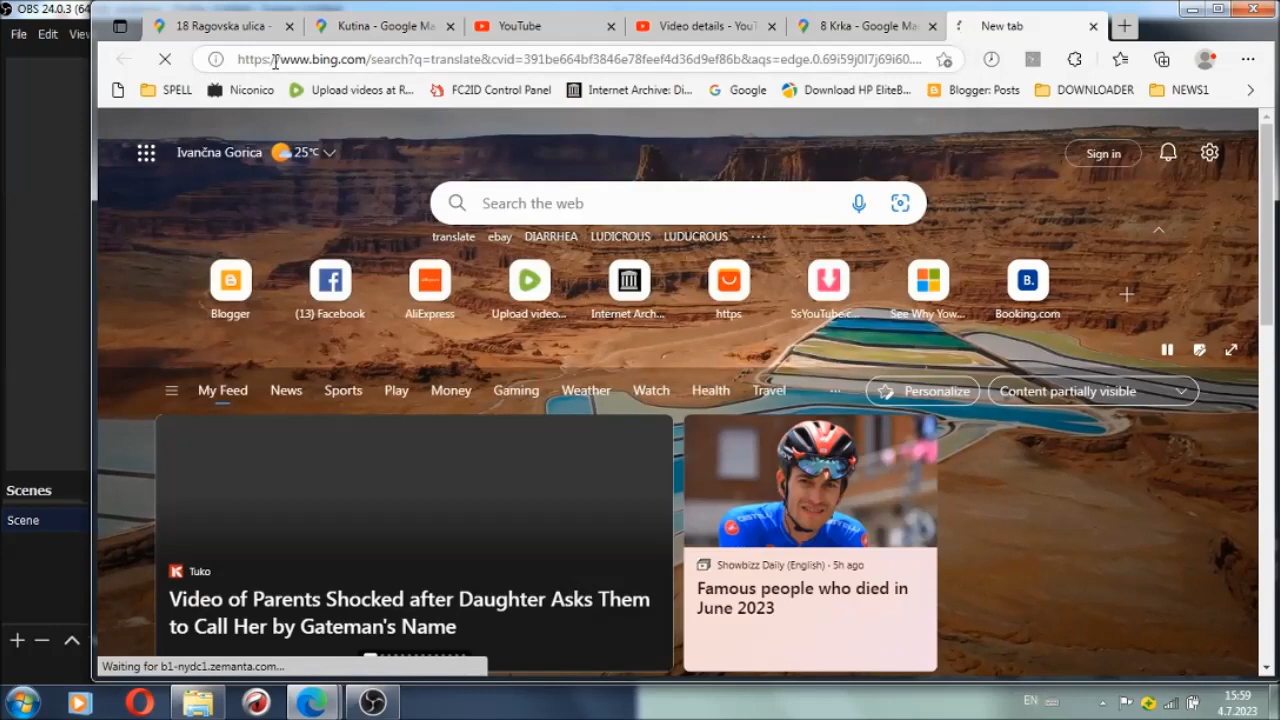 OBS 24.0.3 (64
File Edit View
18 Ragovska ulica -
Kutina - Google Ma
YouTube
Video details - YouT
8 Krka - Google Ma
New tab
https://www.bing.com/search?q=translate&cvid=391be664bf3846e78feef4d36d9ef86b&aqs=edge.0.69i59j0l7j69i60....
SPELL
Niconico
Upload videos at R...
FC2ID Control Panel
Internet Archive: Di...
Google
Download HP EliteB...
Blogger: Posts
DOWNLOADER
NEWS1
Ivančna Gorica 25°C
Sign in
Search the web
translate ebay DIARRHEA LUDICROUS LUDUCROUS ...
Blogger
(13) Facebook
AliExpress
Upload video...
Internet Arch...
https
SsYouTube.c...
See Why You...
Booking.com
My Feed News Sports Play Money Gaming Weather Watch Health Travel ...
Personalize
Content partially visible
Tuko
Video of Parents Shocked after Daughter Asks Them
to Call Her by Gateman's Name
Showbizz Daily (English) · 5h ago
Famous people who died in
June 2023
Scenes
Scene
Waiting for b1-nydc1.zemanta.com...
EN
15:59
4.7.2023